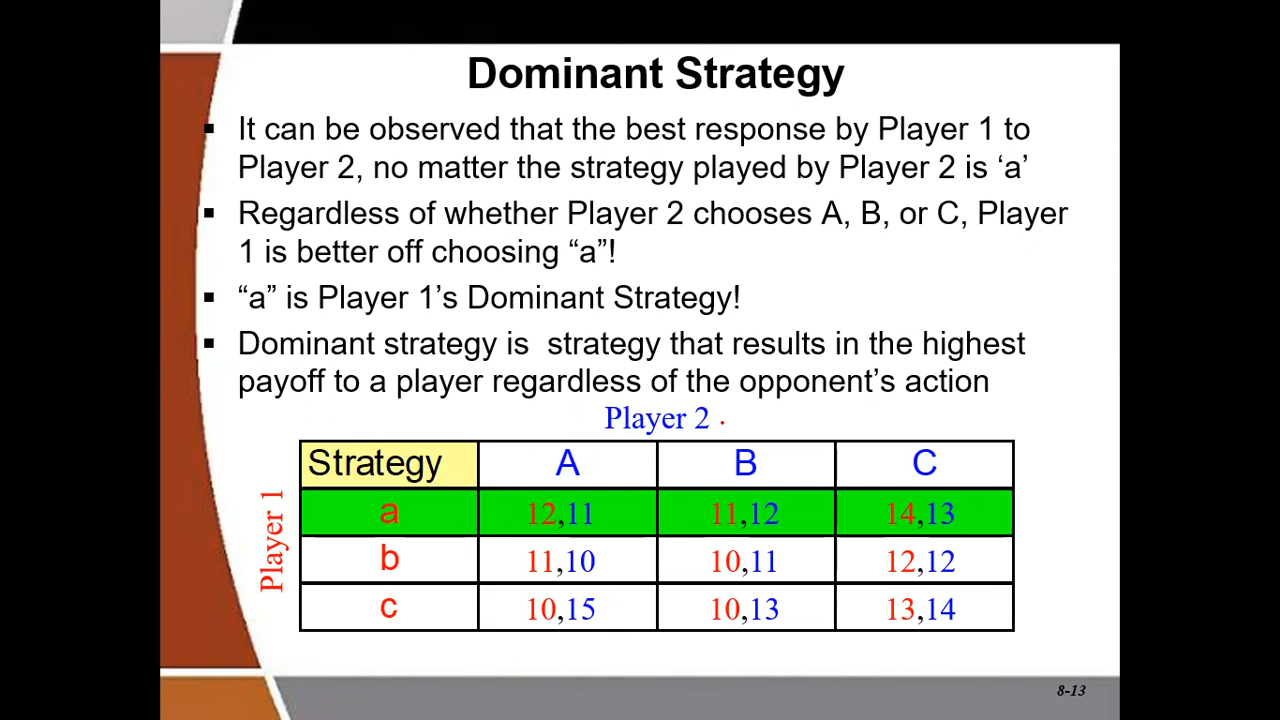 Dominant Strategy
▪ It can be observed that the best response by Player 1 to
Player 2, no matter the strategy played by Player 2 is ‘a’
▪ Regardless of whether Player 2 chooses A, B, or C, Player
1 is better off choosing “a”!
▪ “a” is Player 1’s Dominant Strategy!
▪ Dominant strategy is  strategy that results in the highest
payoff to a player regardless of the opponent’s action
Player 2
Player 1
Strategy A B C
a 12,11 11,12 14,13
b 11,10 10,11 12,12
c 10,15 10,13 13,14
8-13